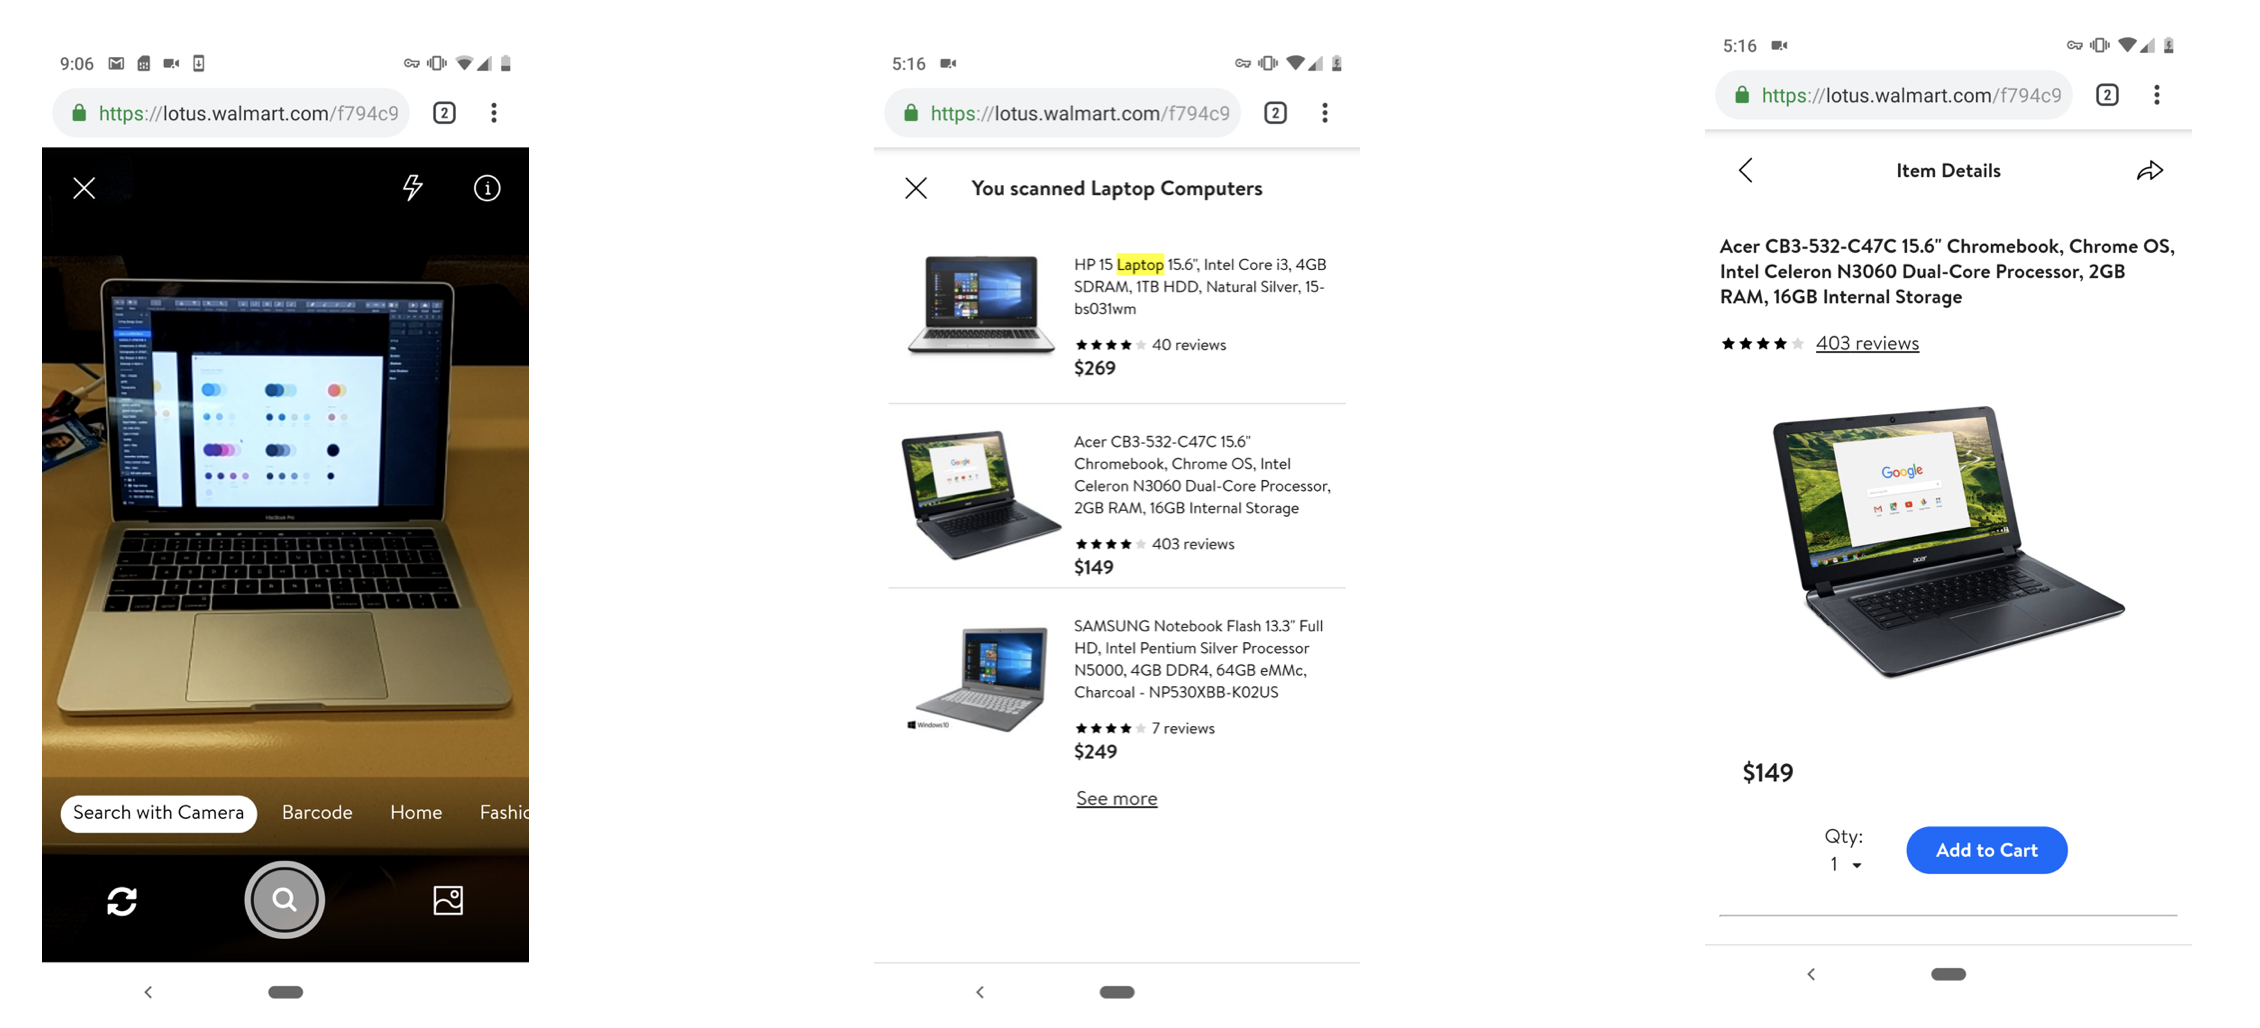 9:06
https://lotus.walmart.com/f794c9
2
MacBook Pro
Search with Camera
Barcode
Home
Fashic
5:16
https://lotus.walmart.com/f794c9
2
You scanned Laptop Computers
HP 15 Laptop 15.6", Intel Core i3, 4GB
SDRAM, 1TB HDD, Natural Silver, 15-
bs031wm
40 reviews
$269
Google
Acer CB3-532-C47C 15.6"
Chromebook, Chrome OS, Intel
Celeron N3060 Dual-Core Processor,
2GB RAM, 16GB Internal Storage
403 reviews
$149
SAMSUNG Notebook Flash 13.3" Full
HD, Intel Pentium Silver Processor
N5000, 4GB DDR4, 64GB eMMc,
Charcoal - NP530XBB-K02US
Windows10
7 reviews
$249
See more
5:16
https://lotus.walmart.com/f794c9
2
Item Details
Acer CB3-532-C47C 15.6" Chromebook, Chrome OS,
Intel Celeron N3060 Dual-Core Processor, 2GB
RAM, 16GB Internal Storage
403 reviews
Google
acer
$149
Qty:
1
Add to Cart